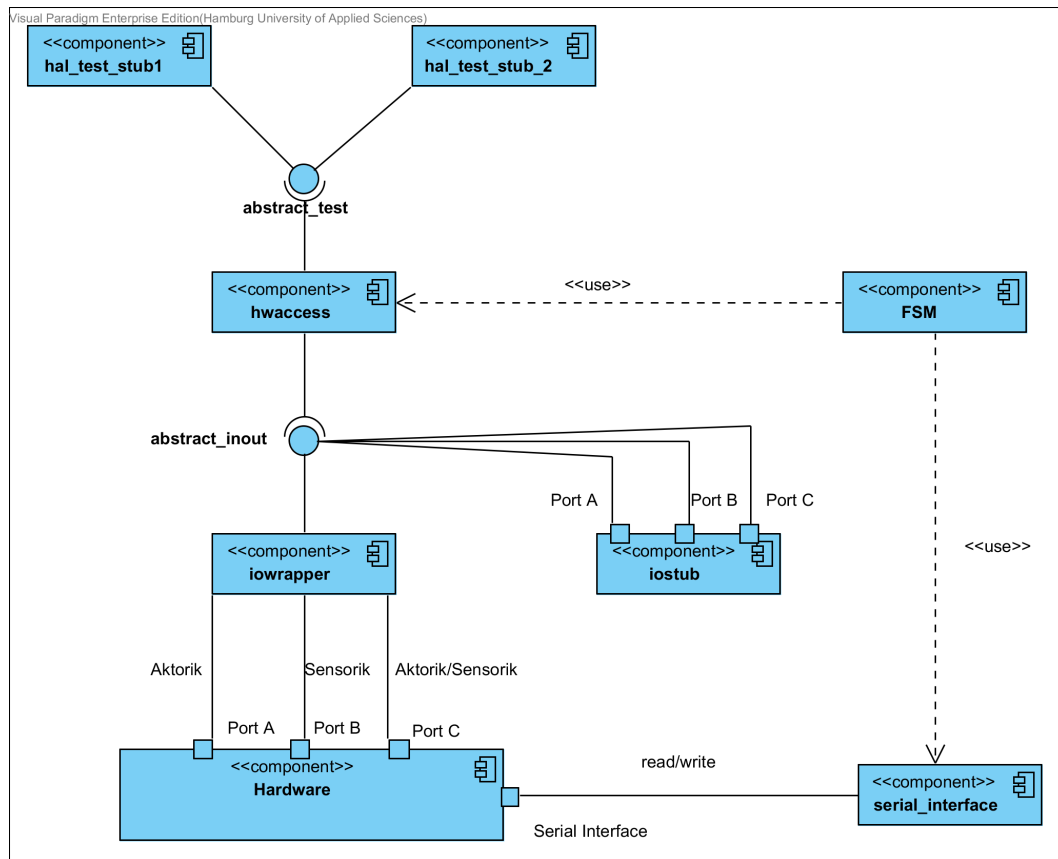 Visual Paradigm Enterprise Edition(Hamburg University of Applied Sciences)
<<component>>
hal_test_stub1
<<component>>
hal_test_stub_2
abstract_test
<<component>>
hwaccess
<<use>>
<<component>>
FSM
abstract_inout
Port A
Port B
Port C
<<component>>
iowrapper
<<component>>
iostub
<<use>>
Aktorik
Sensorik
Aktorik/Sensorik
Port A
Port B
Port C
<<component>>
Hardware
read/write
<<component>>
serial_interface
Serial Interface